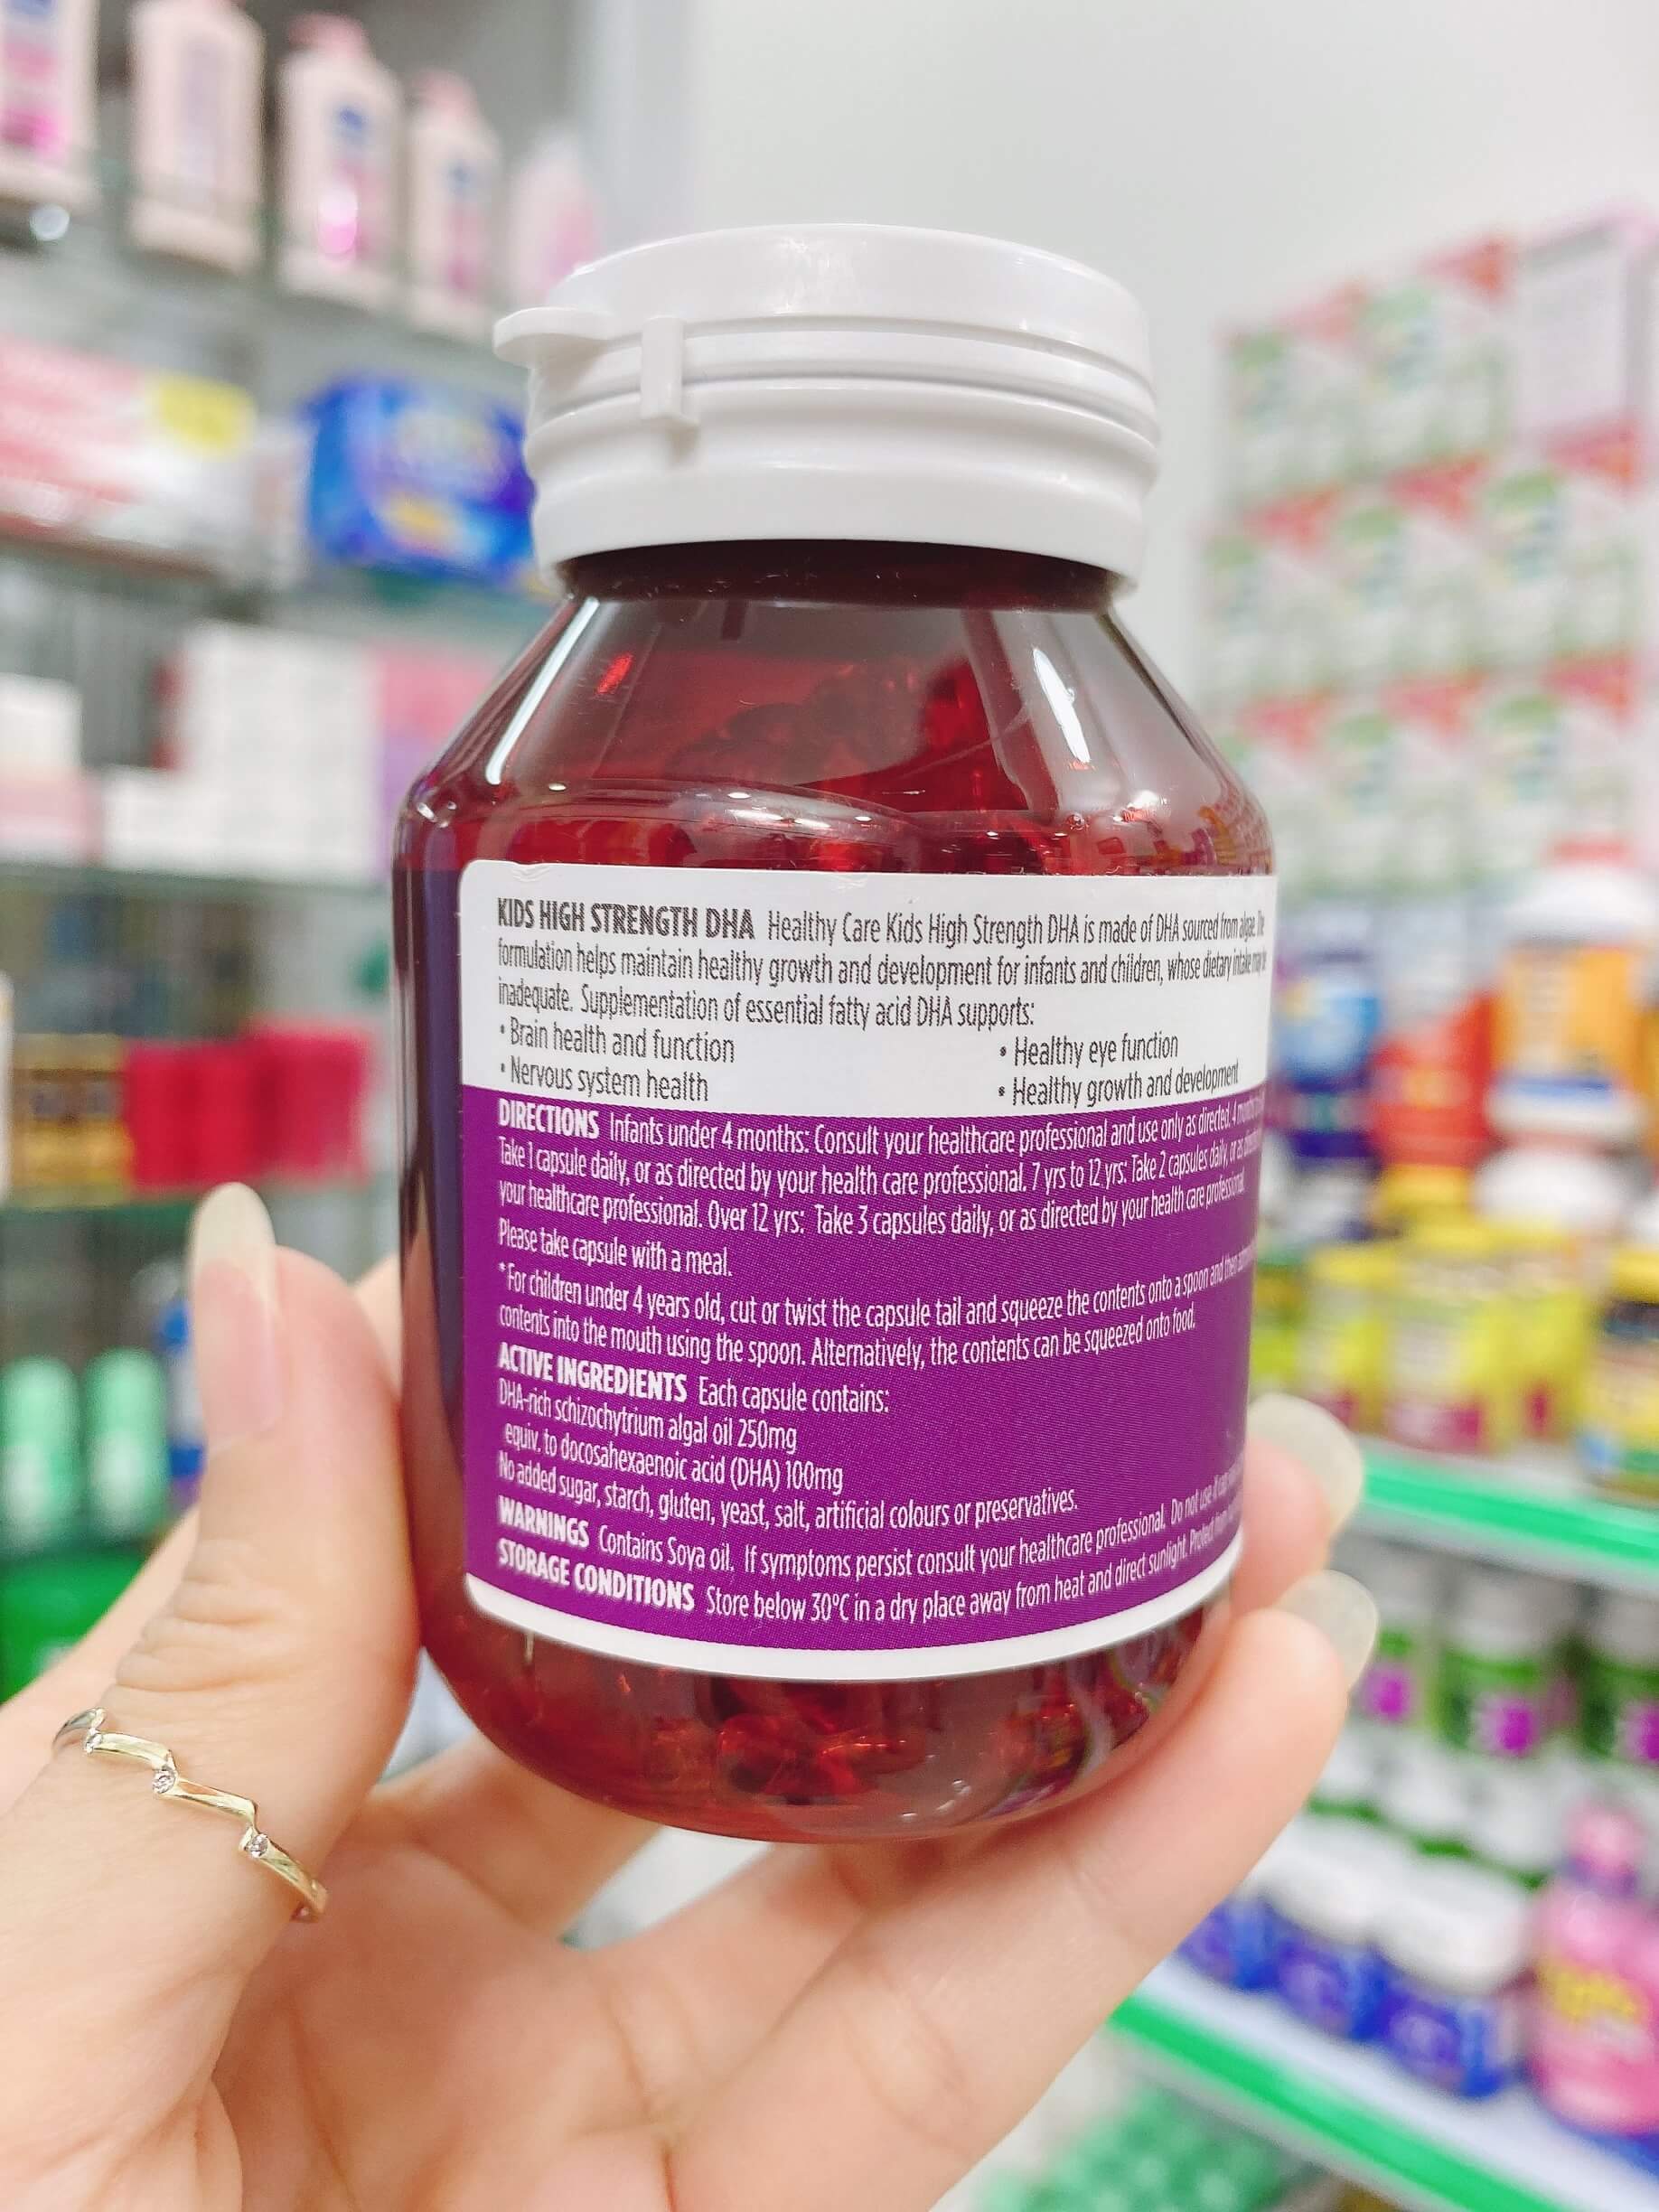 KIDS HIGH STRENGTH DHA Healthy Care Kids High Strength DHA is made of DHA sourced from algae. The
formulation helps maintain healthy growth and development for infants and children, whose dietary intake may be
inadequate. Supplementation of essential fatty acid DHA supports:
• Brain health and function • Healthy eye function
• Nervous system health • Healthy growth and development
DIRECTIONS Infants under 4 months: Consult your healthcare professional and use only as directed. 4 months
Take 1 capsule daily, or as directed by your health care professional. 7 yrs to 12 yrs: Take 2 capsules daily, or as
your healthcare professional. Over 12 yrs: Take 3 capsules daily, or as directed by your health care professional.
Please take capsule with a meal.
*For children under 4 years old, cut or twist the capsule tail and squeeze the contents onto a spoon and then
contents into the mouth using the spoon. Alternatively, the contents can be squeezed onto food.
ACTIVE INGREDIENTS Each capsule contains:
DHA-rich schizochytrium algal oil 250mg
equiv. to docosahexaenoic acid (DHA) 100mg
No added sugar, starch, gluten, yeast, salt, artificial colours or preservatives.
WARNINGS Contains Soya oil. If symptoms persist consult your healthcare professional. Do not use if cap
STORAGE CONDITIONS Store below 30°C in a dry place away from heat and direct sunlight. Protect from